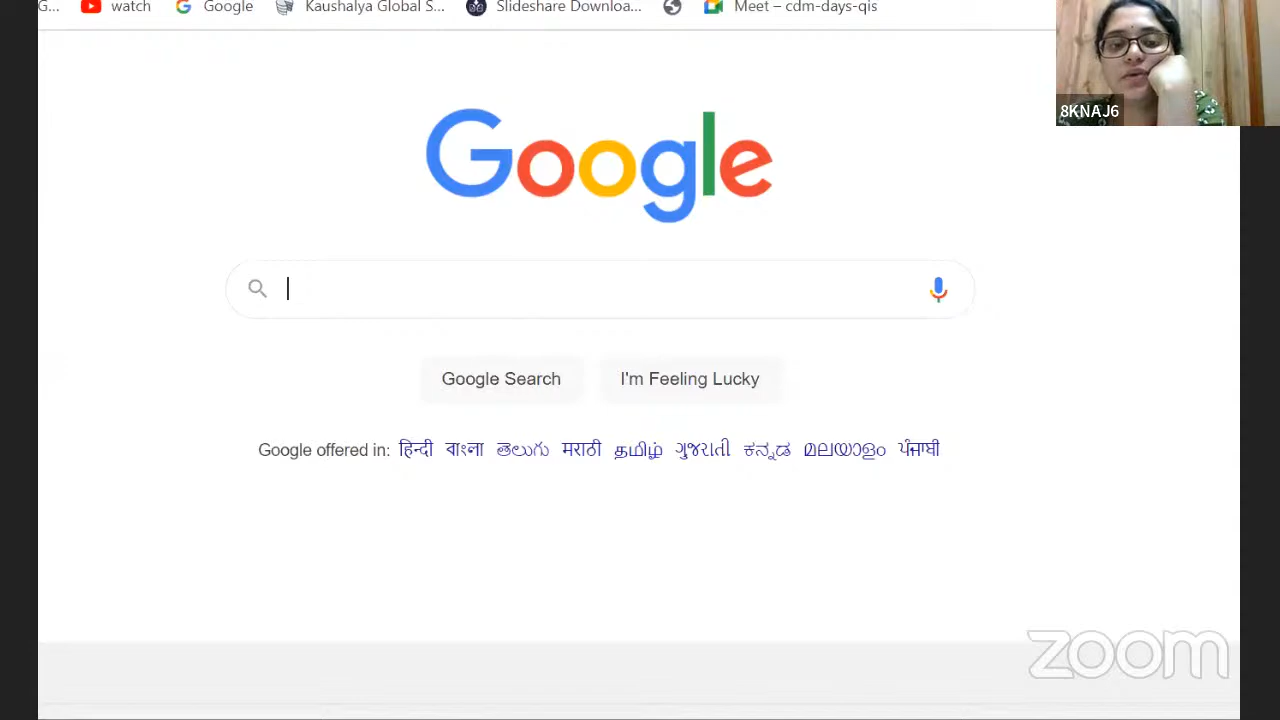 G... watch Google Kaushalya Global S... Slideshare Downloa... Meet – cdm-days-qis
8KNAJ6
Google
Google Search I'm Feeling Lucky
Google offered in: हिन्दी বাংলা తెలుగు मराठी தமிழ் ગુજરાતી ಕನ್ನಡ മലയാളം ਪੰਜਾਬੀ
zoom